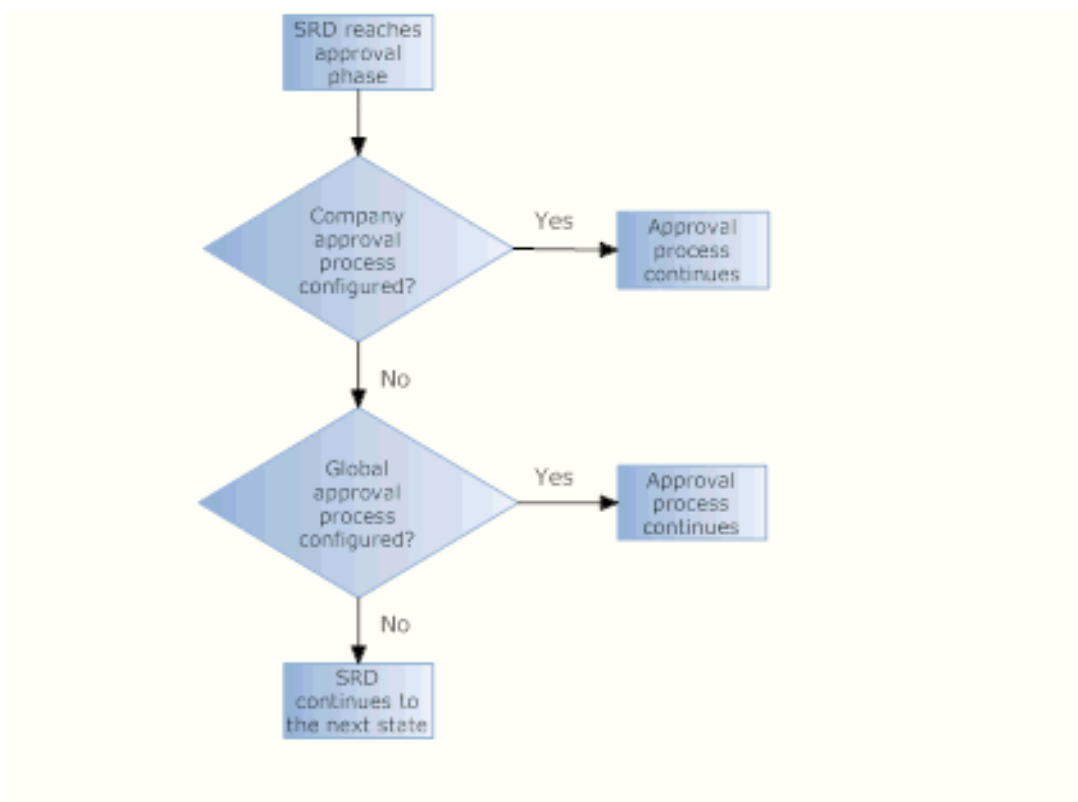 SRD reaches
approval
phase
Company
approval
process
configured?
Yes
Approval
process
continues
No
Global
approval
process
configured?
Yes
Approval
process
continues
No
SRD
continues to
the next state